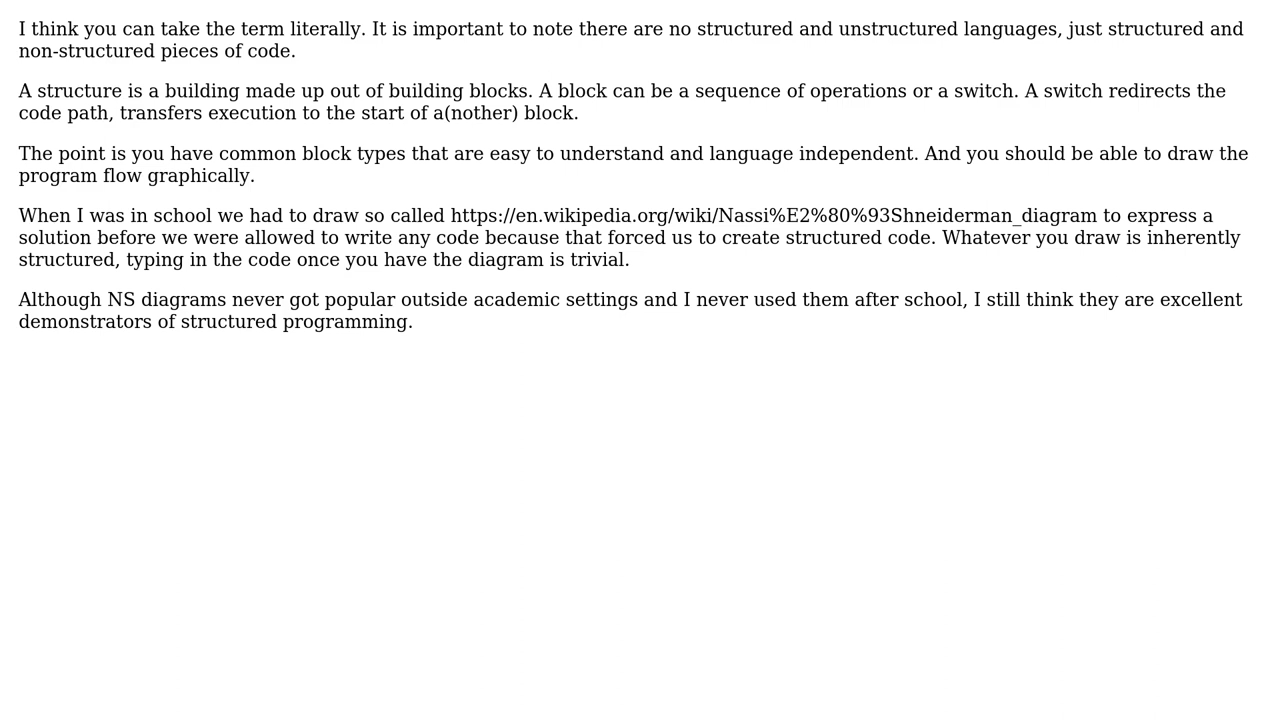 I think you can take the term literally. It is important to note there are no structured and unstructured languages, just structured and
non-structured pieces of code.
A structure is a building made up out of building blocks. A block can be a sequence of operations or a switch. A switch redirects the
code path, transfers execution to the start of a(nother) block.
The point is you have common block types that are easy to understand and language independent. And you should be able to draw the
program flow graphically.
When I was in school we had to draw so called https://en.wikipedia.org/wiki/Nassi%E2%80%93Shneiderman_diagram to express a
solution before we were allowed to write any code because that forced us to create structured code. Whatever you draw is inherently
structured, typing in the code once you have the diagram is trivial.
Although NS diagrams never got popular outside academic settings and I never used them after school, I still think they are excellent
demonstrators of structured programming.